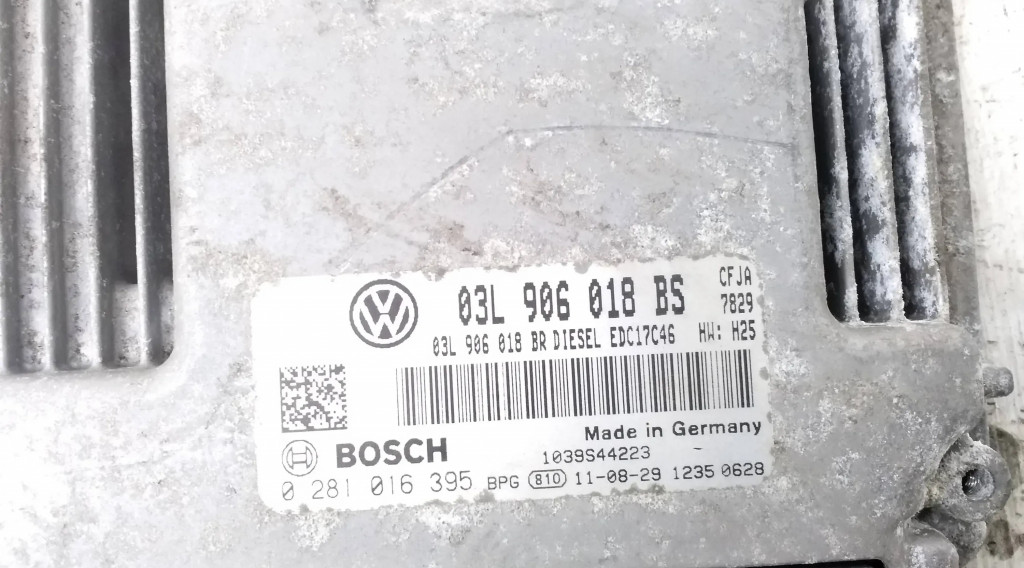 03L 906 018 BS CFJA
7829
03L 906 018 BR DIESEL EDC17C46 HW: H25
Made in Germany
BOSCH 1039S44223
0 281 016 395 BPG 810 11-08-29 1235 0628